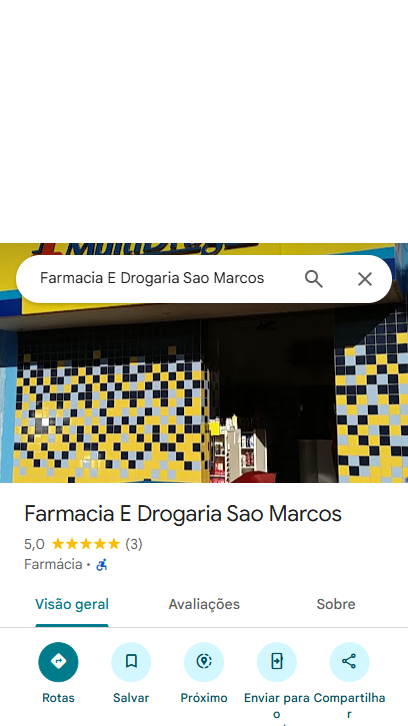 Farmacia E Drogaria Sao Marcos
Farmacia E Drogaria Sao Marcos
5,0 (3)
Farmácia ·
Visão geral Avaliações Sobre
Rotas Salvar Próximo Enviar para o Compartilhar